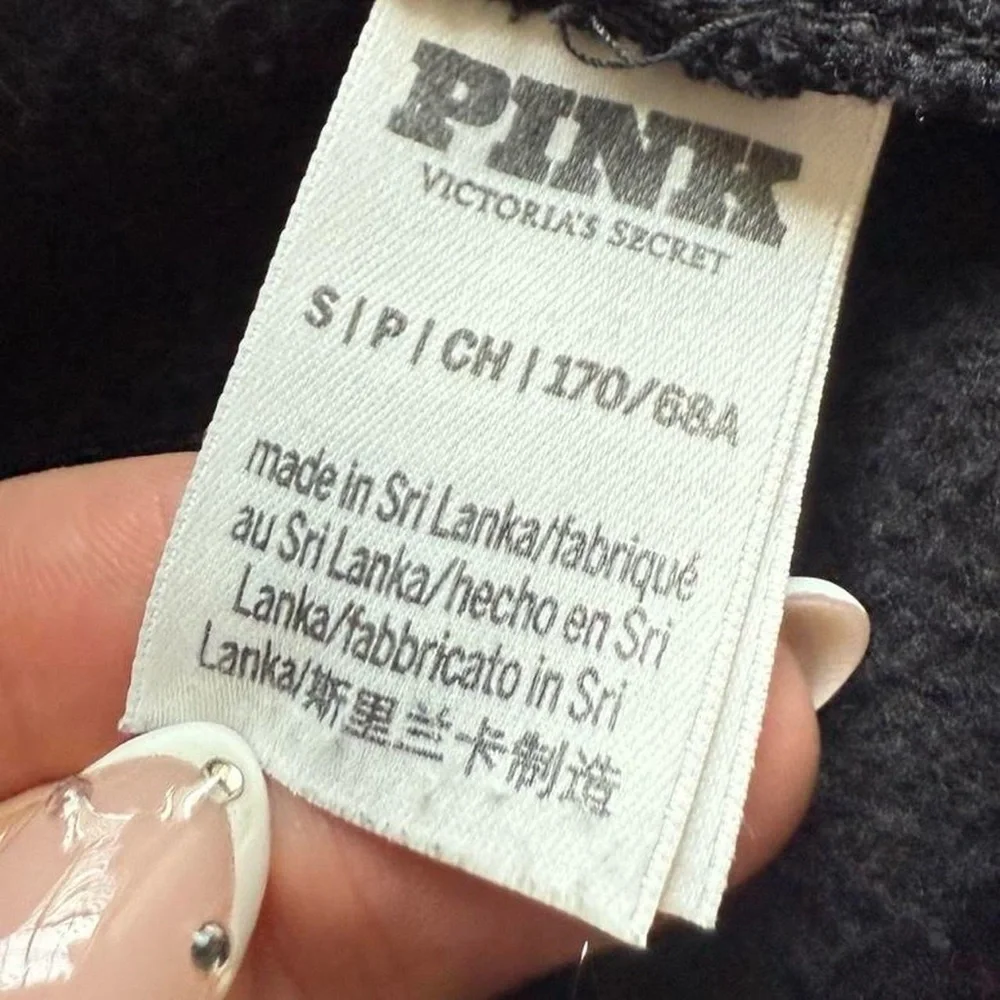 PINK
VICTORIA'S SECRET
S|P|CH|170/68A
made in Sri Lanka/fabriqué
au Sri Lanka/hecho en Sri
Lanka/fabbricato in Sri
Lanka/斯里兰卡制造